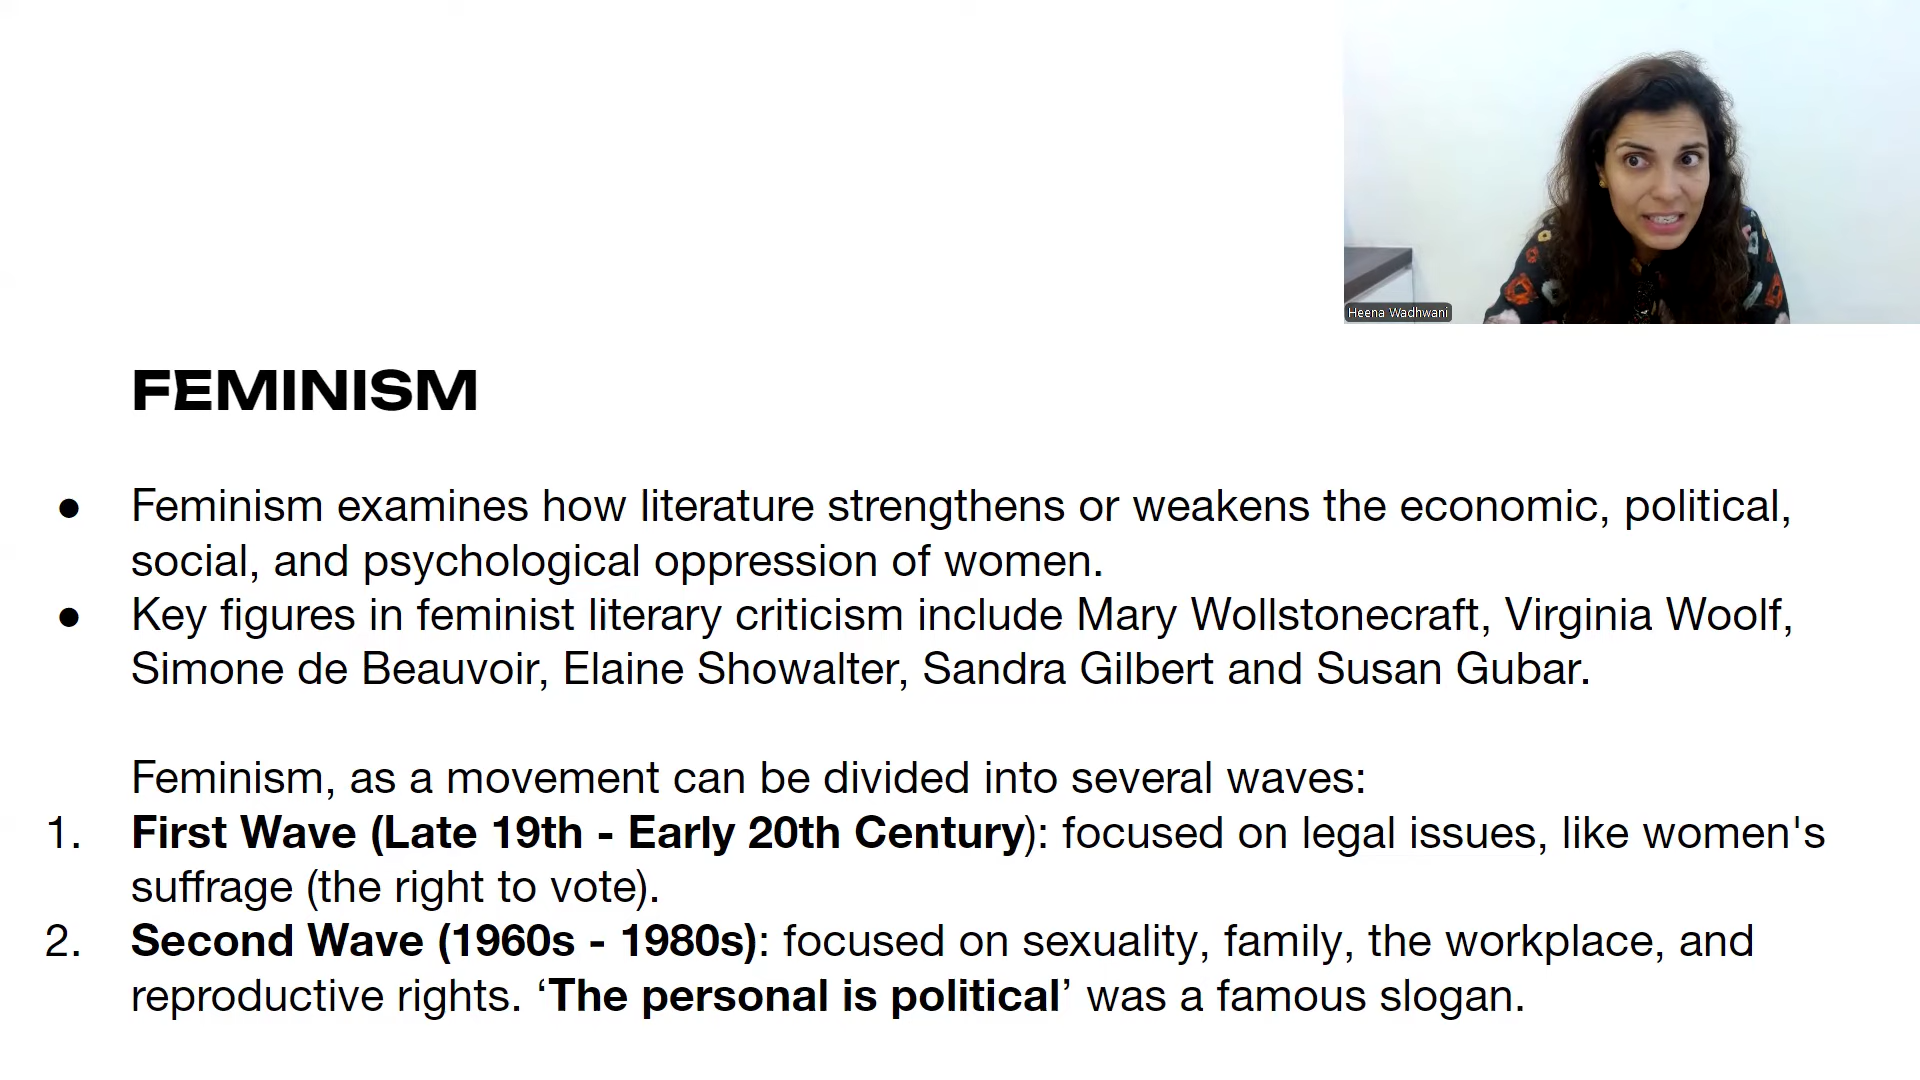 Heena Wadhwani
FEMINISM
● Feminism examines how literature strengthens or weakens the economic, political,
social, and psychological oppression of women.
● Key figures in feminist literary criticism include Mary Wollstonecraft, Virginia Woolf,
Simone de Beauvoir, Elaine Showalter, Sandra Gilbert and Susan Gubar.
Feminism, as a movement can be divided into several waves:
1. First Wave (Late 19th - Early 20th Century): focused on legal issues, like women's
suffrage (the right to vote).
2. Second Wave (1960s - 1980s): focused on sexuality, family, the workplace, and
reproductive rights. ‘The personal is political’ was a famous slogan.